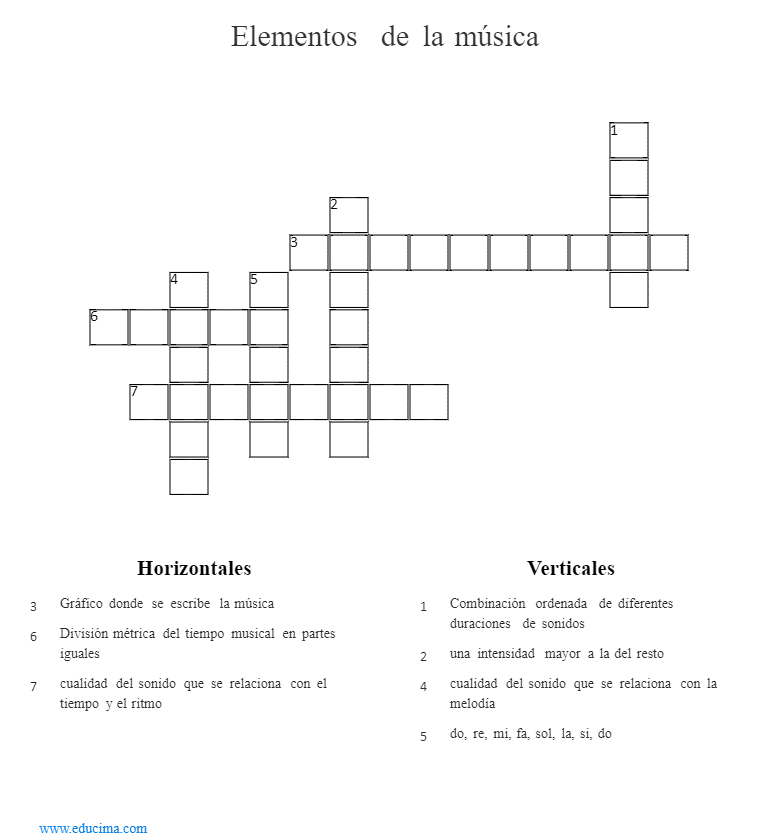 Elementos de la música
1
2
3
4
5
6
7
Horizontales
3 Gráfico donde se escribe la música
6 División métrica del tiempo musical en partes
iguales
7 cualidad del sonido que se relaciona con el
tiempo y el ritmo
Verticales
1 Combinación ordenada de diferentes
duraciones de sonidos
2 una intensidad mayor a la del resto
4 cualidad del sonido que se relaciona con la
melodía
5 do, re, mi, fa, sol, la, si, do
www.educima.com